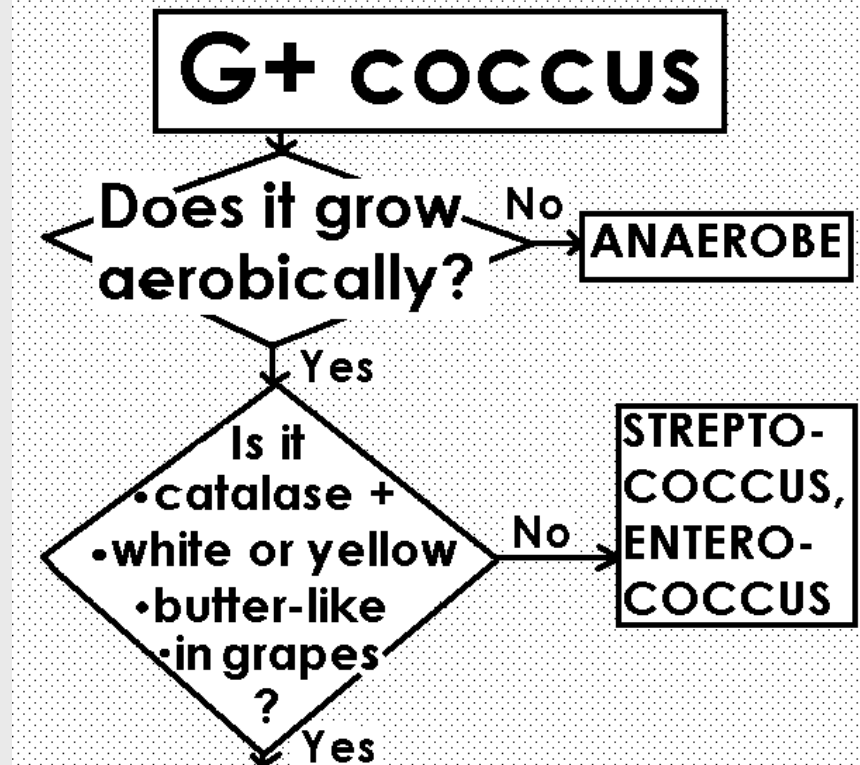 G+ coccus
Does it grow
aerobically?
No
ANAEROBE
Yes
Is it
•catalase +
•white or yellow
•butter-like
•in grapes
?
No
STREPTO-
COCCUS,
ENTERO-
COCCUS
Yes